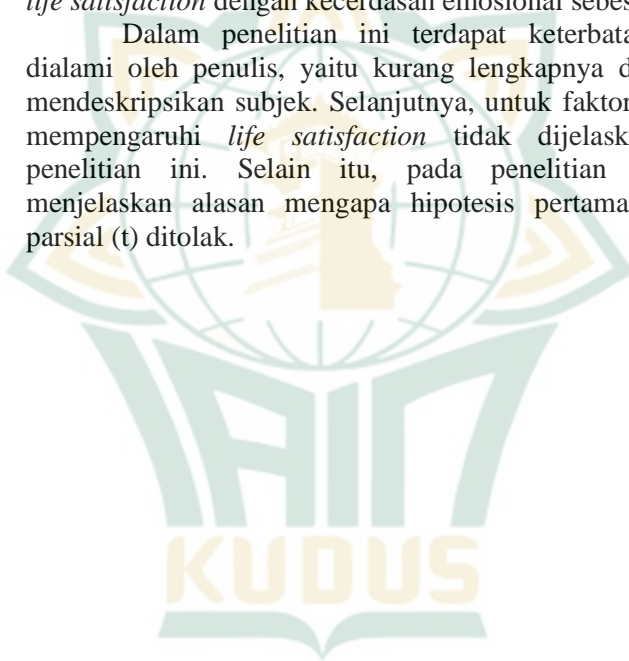 life satisfaction dengan kecerdasan emosional sebes
Dalam penelitian ini terdapat keterbata
dialami oleh penulis, yaitu kurang lengkapnya d
mendeskripsikan subjek. Selanjutnya, untuk faktor
mempengaruhi life satisfaction tidak dijelask
penelitian ini. Selain itu, pada penelitian
menjelaskan alasan mengapa hipotesis pertama
parsial (t) ditolak.
IAIN
KUDUS